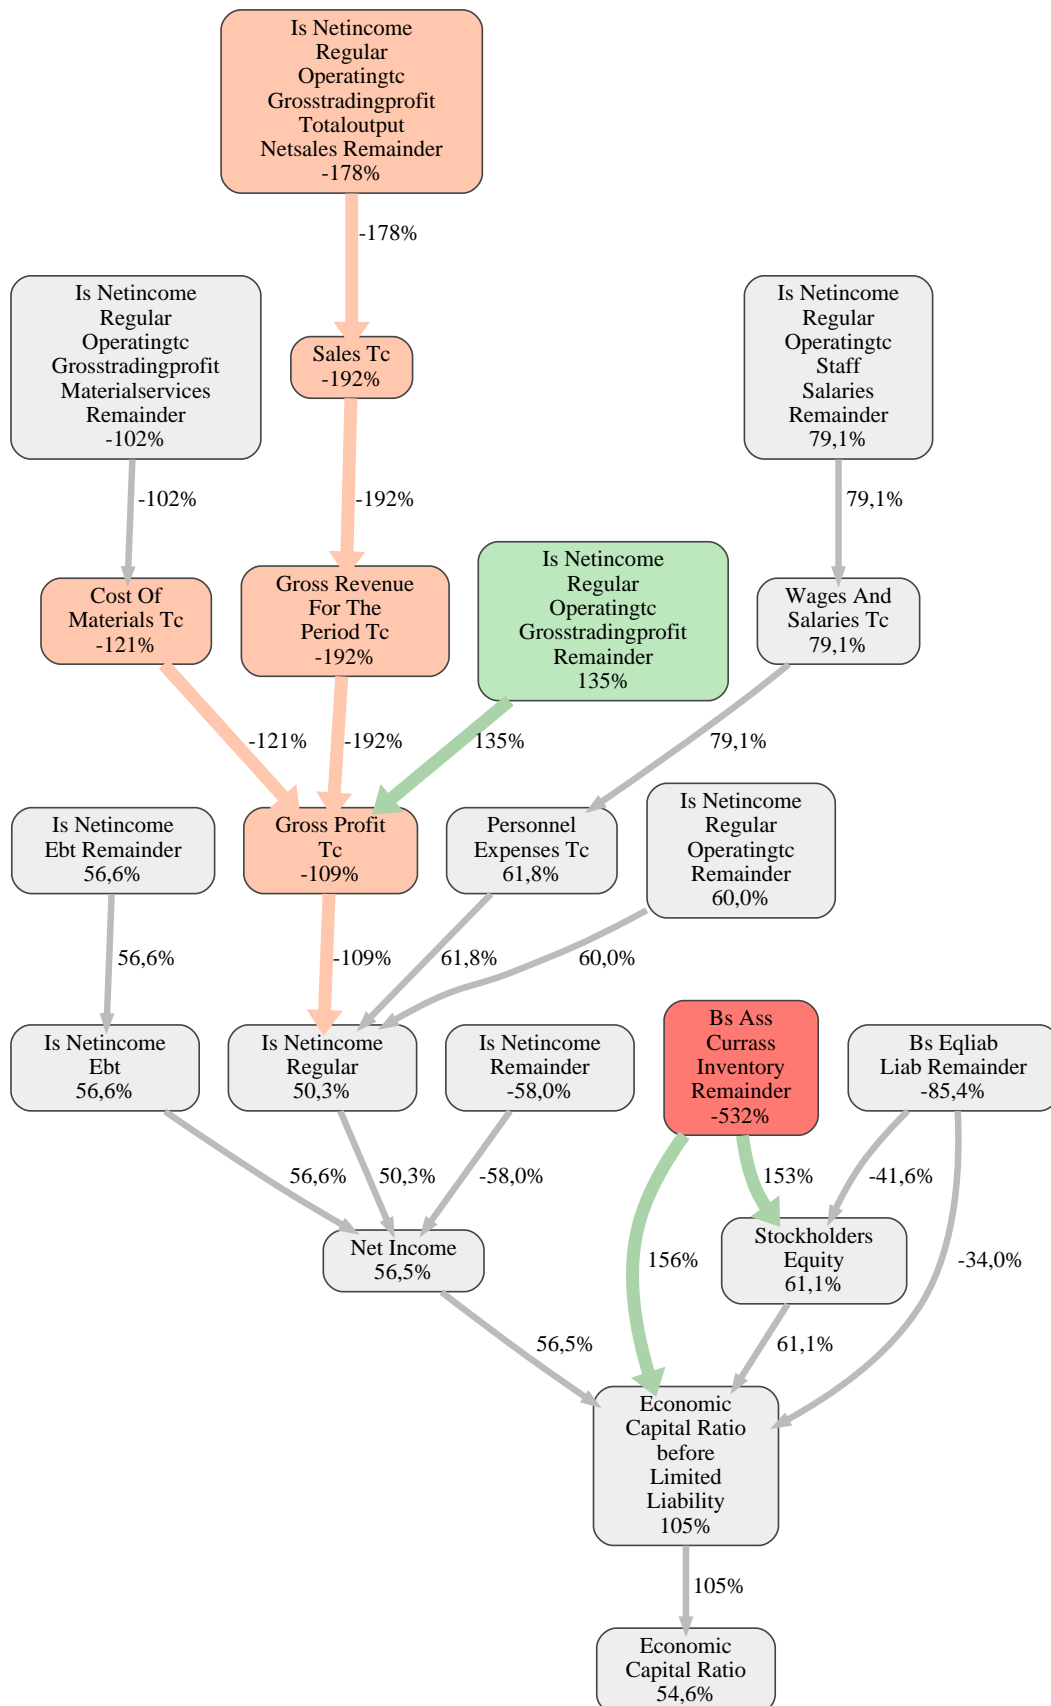 Is Netincome
Regular
Operatingtc
Grosstradingprofit
Totaloutput
Netsales Remainder
-178%
-178%
Is Netincome
Regular
Operatingtc
Grosstradingprofit
Materialservices
Remainder
-102%
Sales Tc
-192%
Is Netincome
Regular
Operatingtc
Staff
Salaries
Remainder
79,1%
-102%
-192%
79,1%
Cost Of
Materials Tc
-121%
Gross Revenue
For The
Period Tc
-192%
Is Netincome
Regular
Operatingtc
Grosstradingprofit
Remainder
135%
Wages And
Salaries Tc
79,1%
-121%
-192%
135%
79,1%
Is Netincome
Ebt Remainder
56,6%
Gross Profit
Tc
-109%
Personnel
Expenses Tc
61,8%
Is Netincome
Regular
Operatingtc
Remainder
60,0%
56,6%
-109%
61,8%
60,0%
Is Netincome
Ebt
56,6%
Is Netincome
Regular
50,3%
Is Netincome
Remainder
-58,0%
Bs Ass
Currass
Inventory
Remainder
-532%
Bs Eqliab
Liab Remainder
-85,4%
56,6%
50,3%
-58,0%
153%
-41,6%
Net Income
56,5%
156%
Stockholders
Equity
61,1%
-34,0%
56,5%
61,1%
Economic
Capital Ratio
before
Limited
Liability
105%
105%
Economic
Capital Ratio
54,6%